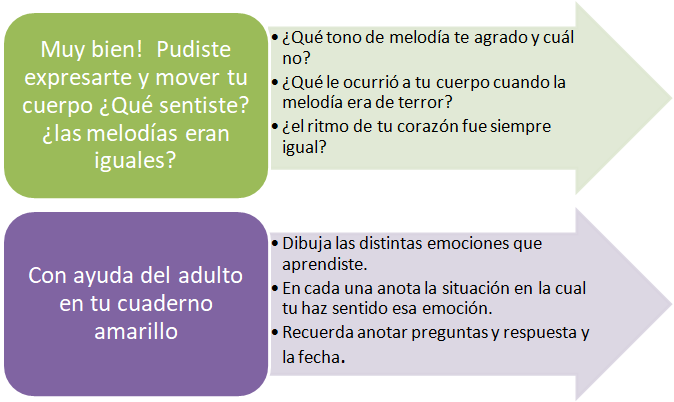 Muy bien!  Pudiste
expresarte y mover tu
cuerpo ¿Qué sentiste?
¿las melodías eran
iguales?
• ¿Qué tono de melodía te agrado y cuál
no?
• ¿Qué le ocurrió a tu cuerpo cuando la
melodía era de terror?
• ¿el ritmo de tu corazón fue siempre
igual?
Con ayuda del adulto
en tu cuaderno
amarillo
• Dibuja las distintas emociones que
aprendiste.
• En cada una anota la situación en la cual
tu haz sentido esa emoción.
• Recuerda anotar preguntas y respuesta y
la fecha.